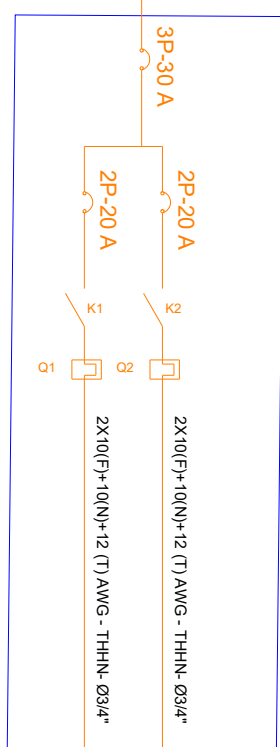 3P-30 A
2P-20 A
2P-20 A
K1
K2
Q1
Q2
2X10(F)+10(N)+12 (T) AWG - THHN- Ø3/4"
2X10(F)+10(N)+12 (T) AWG - THHN- Ø3/4"